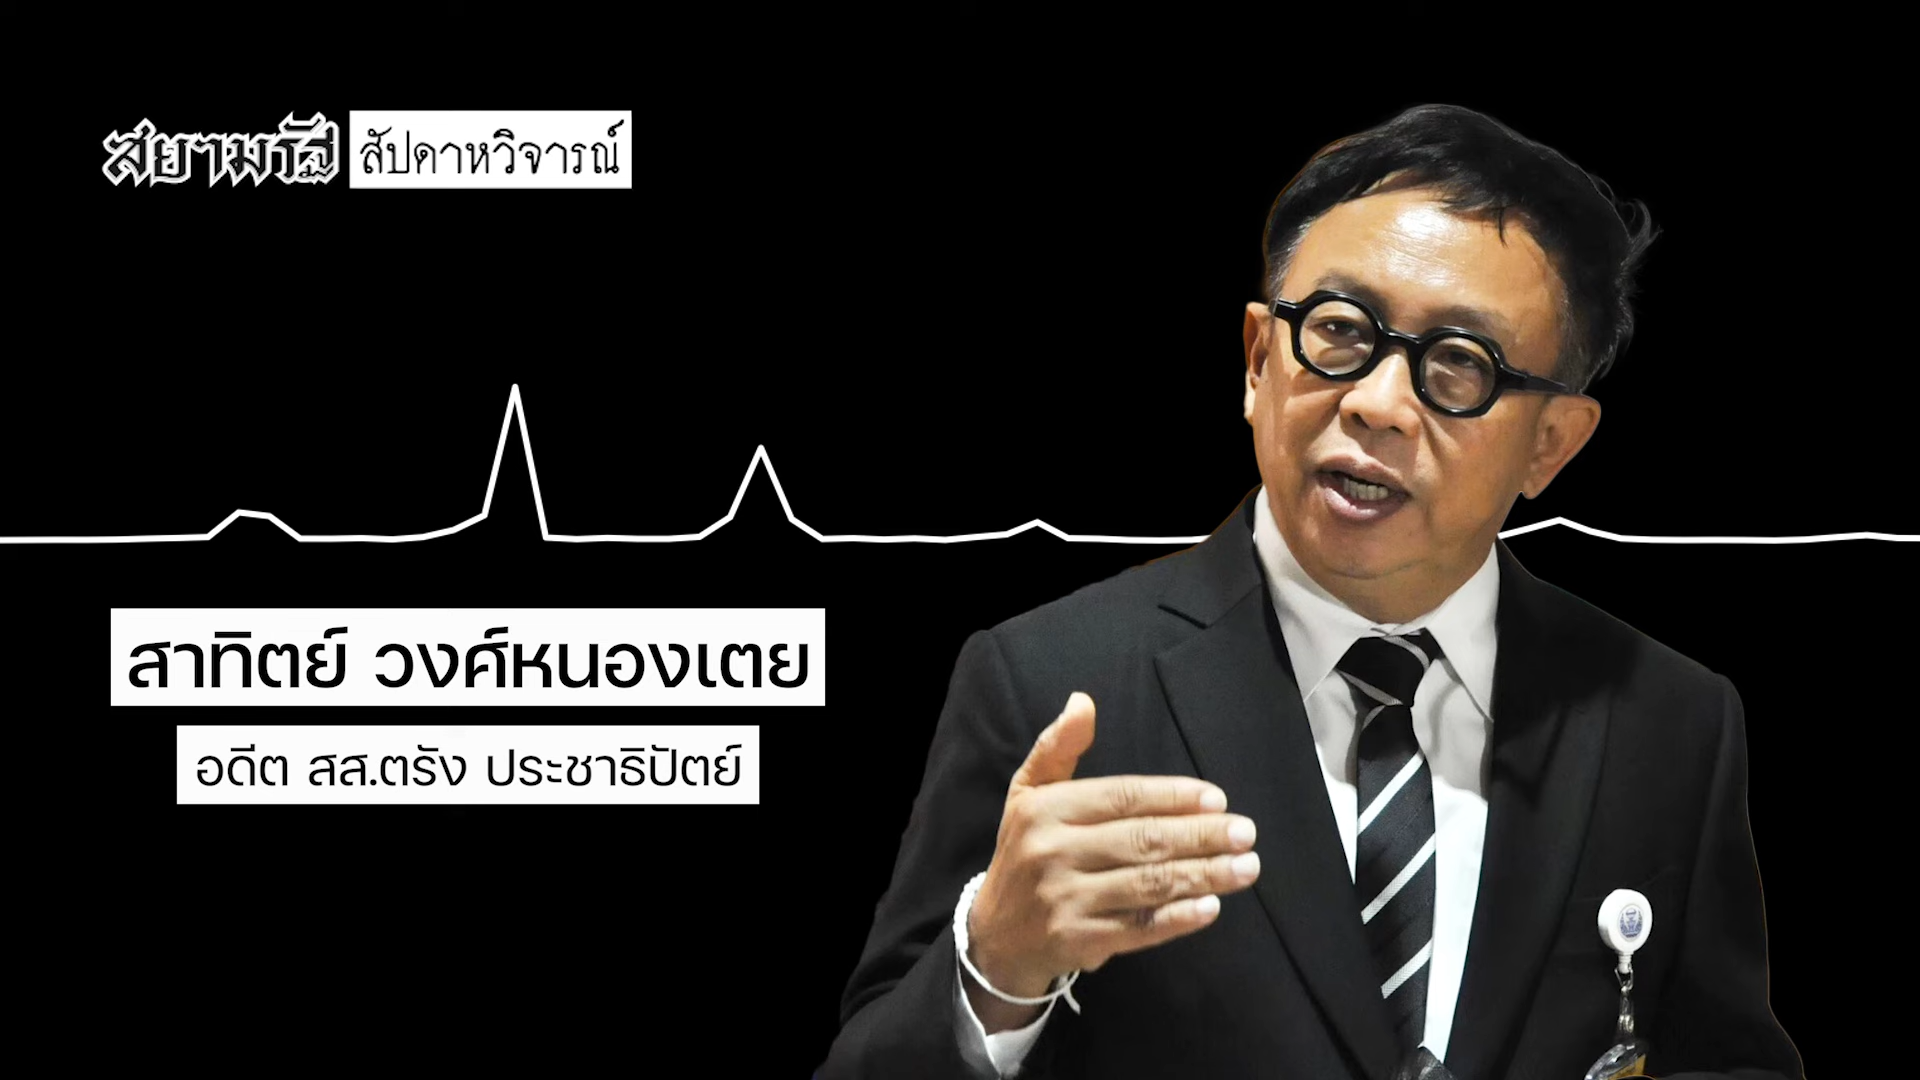 สยามรัฐ สัปดาหวิจารณ์
สาทิตย์ วงศ์หนองเตย
อดีต สส.ตรัง ประชาธิปัตย์